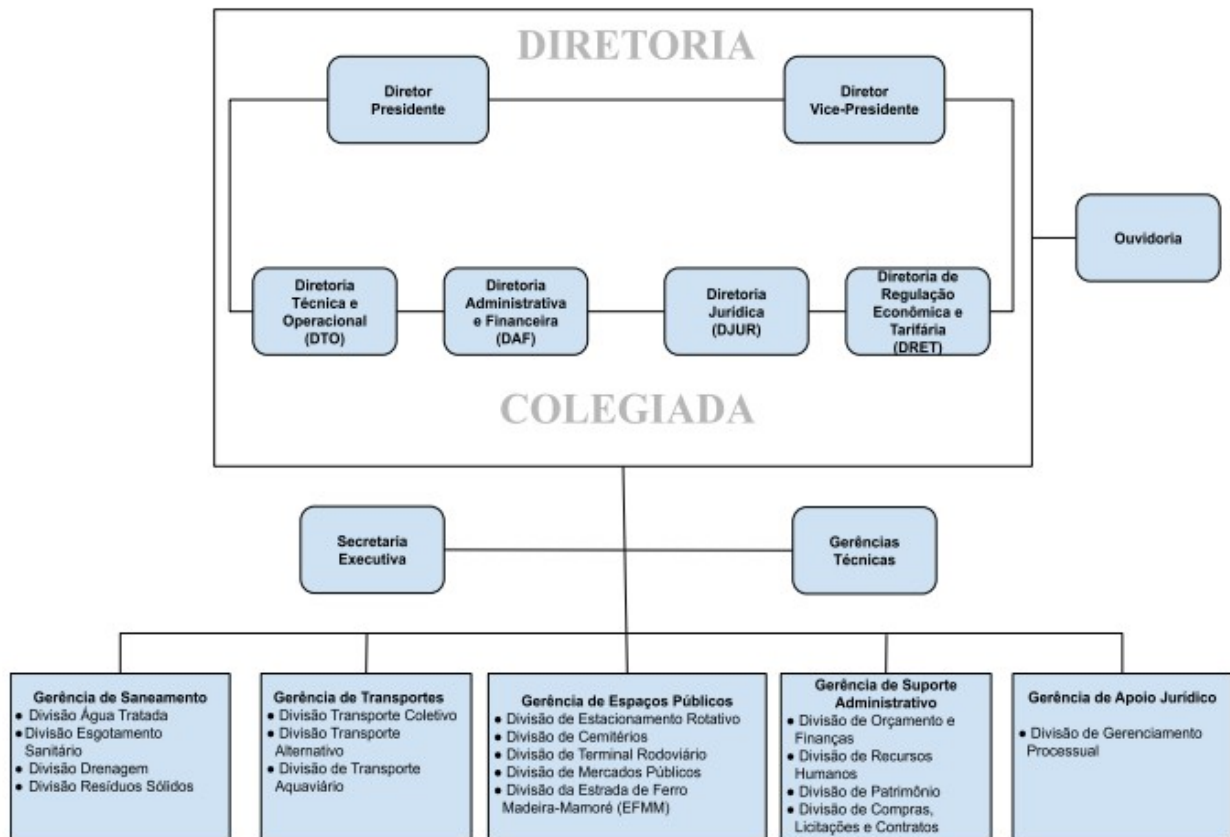 DIRETORIA
Diretor
Presidente
Diretor
Vice-Presidente
Ouvidoria
Diretoria
Técnica e
Operacional
(DTO)
Diretoria
Administrativa
e Financeira
(DAF)
Diretoria
Jurídica
(DJUR)
Diretoria de
Regulação
Econômica e
Tarifária
(DRET)
COLEGIADA
Secretaria
Executiva
Gerências
Técnicas
Gerência de Saneamento
● Divisão Água Tratada
● Divisão Esgotamento
Sanitário
● Divisão Drenagem
● Divisão Resíduos Sólidos
Gerência de Transportes
● Divisão Transporte Coletivo
● Divisão Transporte
Alternativo
● Divisão de Transporte
Aquaviário
Gerência de Espaços Públicos
● Divisão de Estacionamento Rotativo
● Divisão de Cemitérios
● Divisão de Terminal Rodoviário
● Divisão de Mercados Públicos
● Divisão da Estrada de Ferro
Madeira-Mamoré (EFMM)
Gerência de Suporte
Administrativo
● Divisão de Orçamento e
Finanças
● Divisão de Recursos
Humanos
● Divisão de Patrimônio
● Divisão de Compras,
Licitações e Contratos
Gerência de Apoio Jurídico
● Divisão de Gerenciamento
Processual